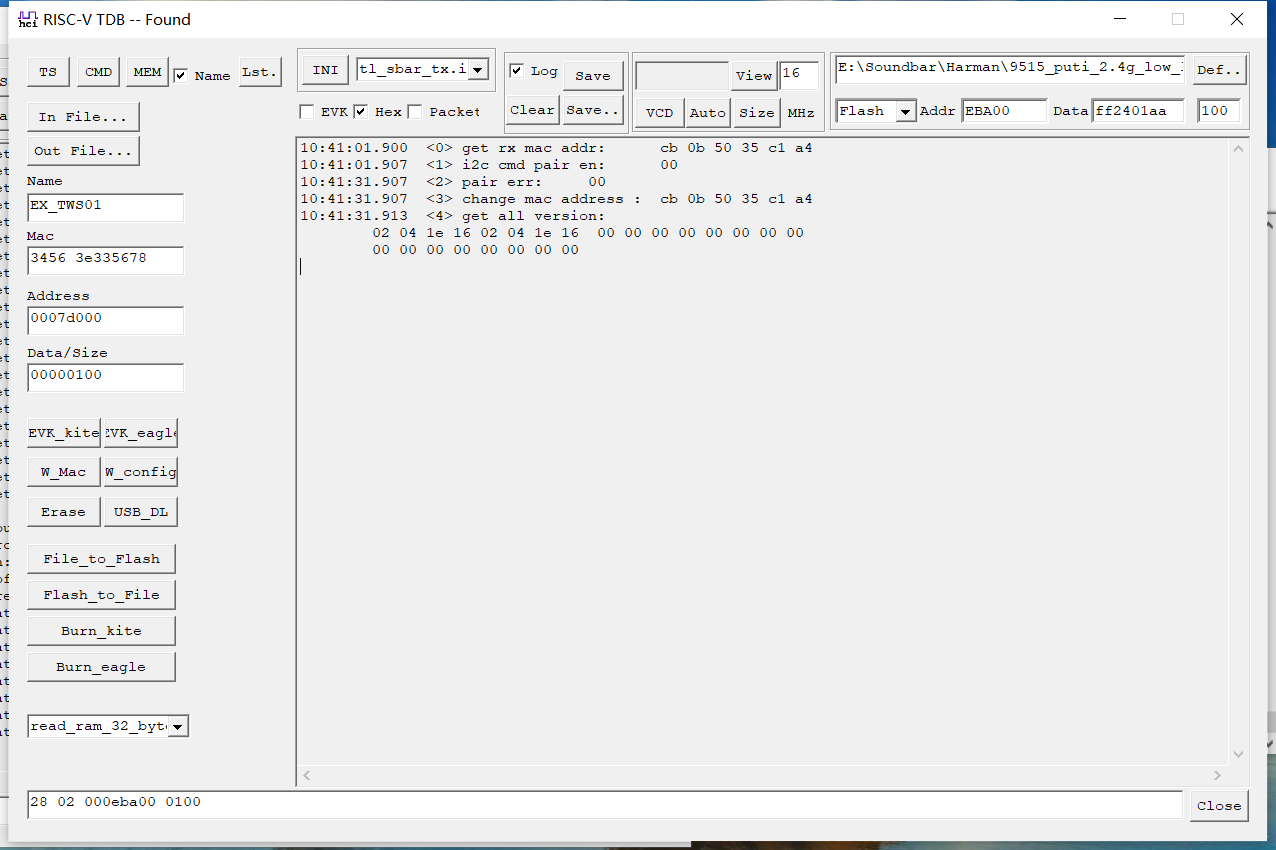 RISC-V TDB -- Found
TS CMD MEM Name Lst.
INI tl_sbar_tx.i
Log Save
View 16
E:\Soundbar\Harman\9515_puti_2.4g_low_ Def..
In File...
EVK Hex Packet
Clear Save..
VCD Auto Size MHz
Flash Addr EBA00 Data ff2401aa 100
Out File...
Name
EX_TWS01
Mac
3456 3e335678
Address
0007d000
Data/Size
00000100
EVK_kite EVK_eagle
W_Mac W_config
Erase USB_DL
File_to_Flash
Flash_to_File
Burn_kite
Burn_eagle
read_ram_32_byt
10:41:01.900 <0> get rx mac addr: cb 0b 50 35 c1 a4
10:41:01.907 <1> i2c cmd pair en: 00
10:41:31.907 <2> pair err: 00
10:41:31.907 <3> change mac address : cb 0b 50 35 c1 a4
10:41:31.913 <4> get all version:
02 04 1e 16 02 04 1e 16 00 00 00 00 00 00 00 00
00 00 00 00 00 00 00 00
28 02 000eba00 0100
Close